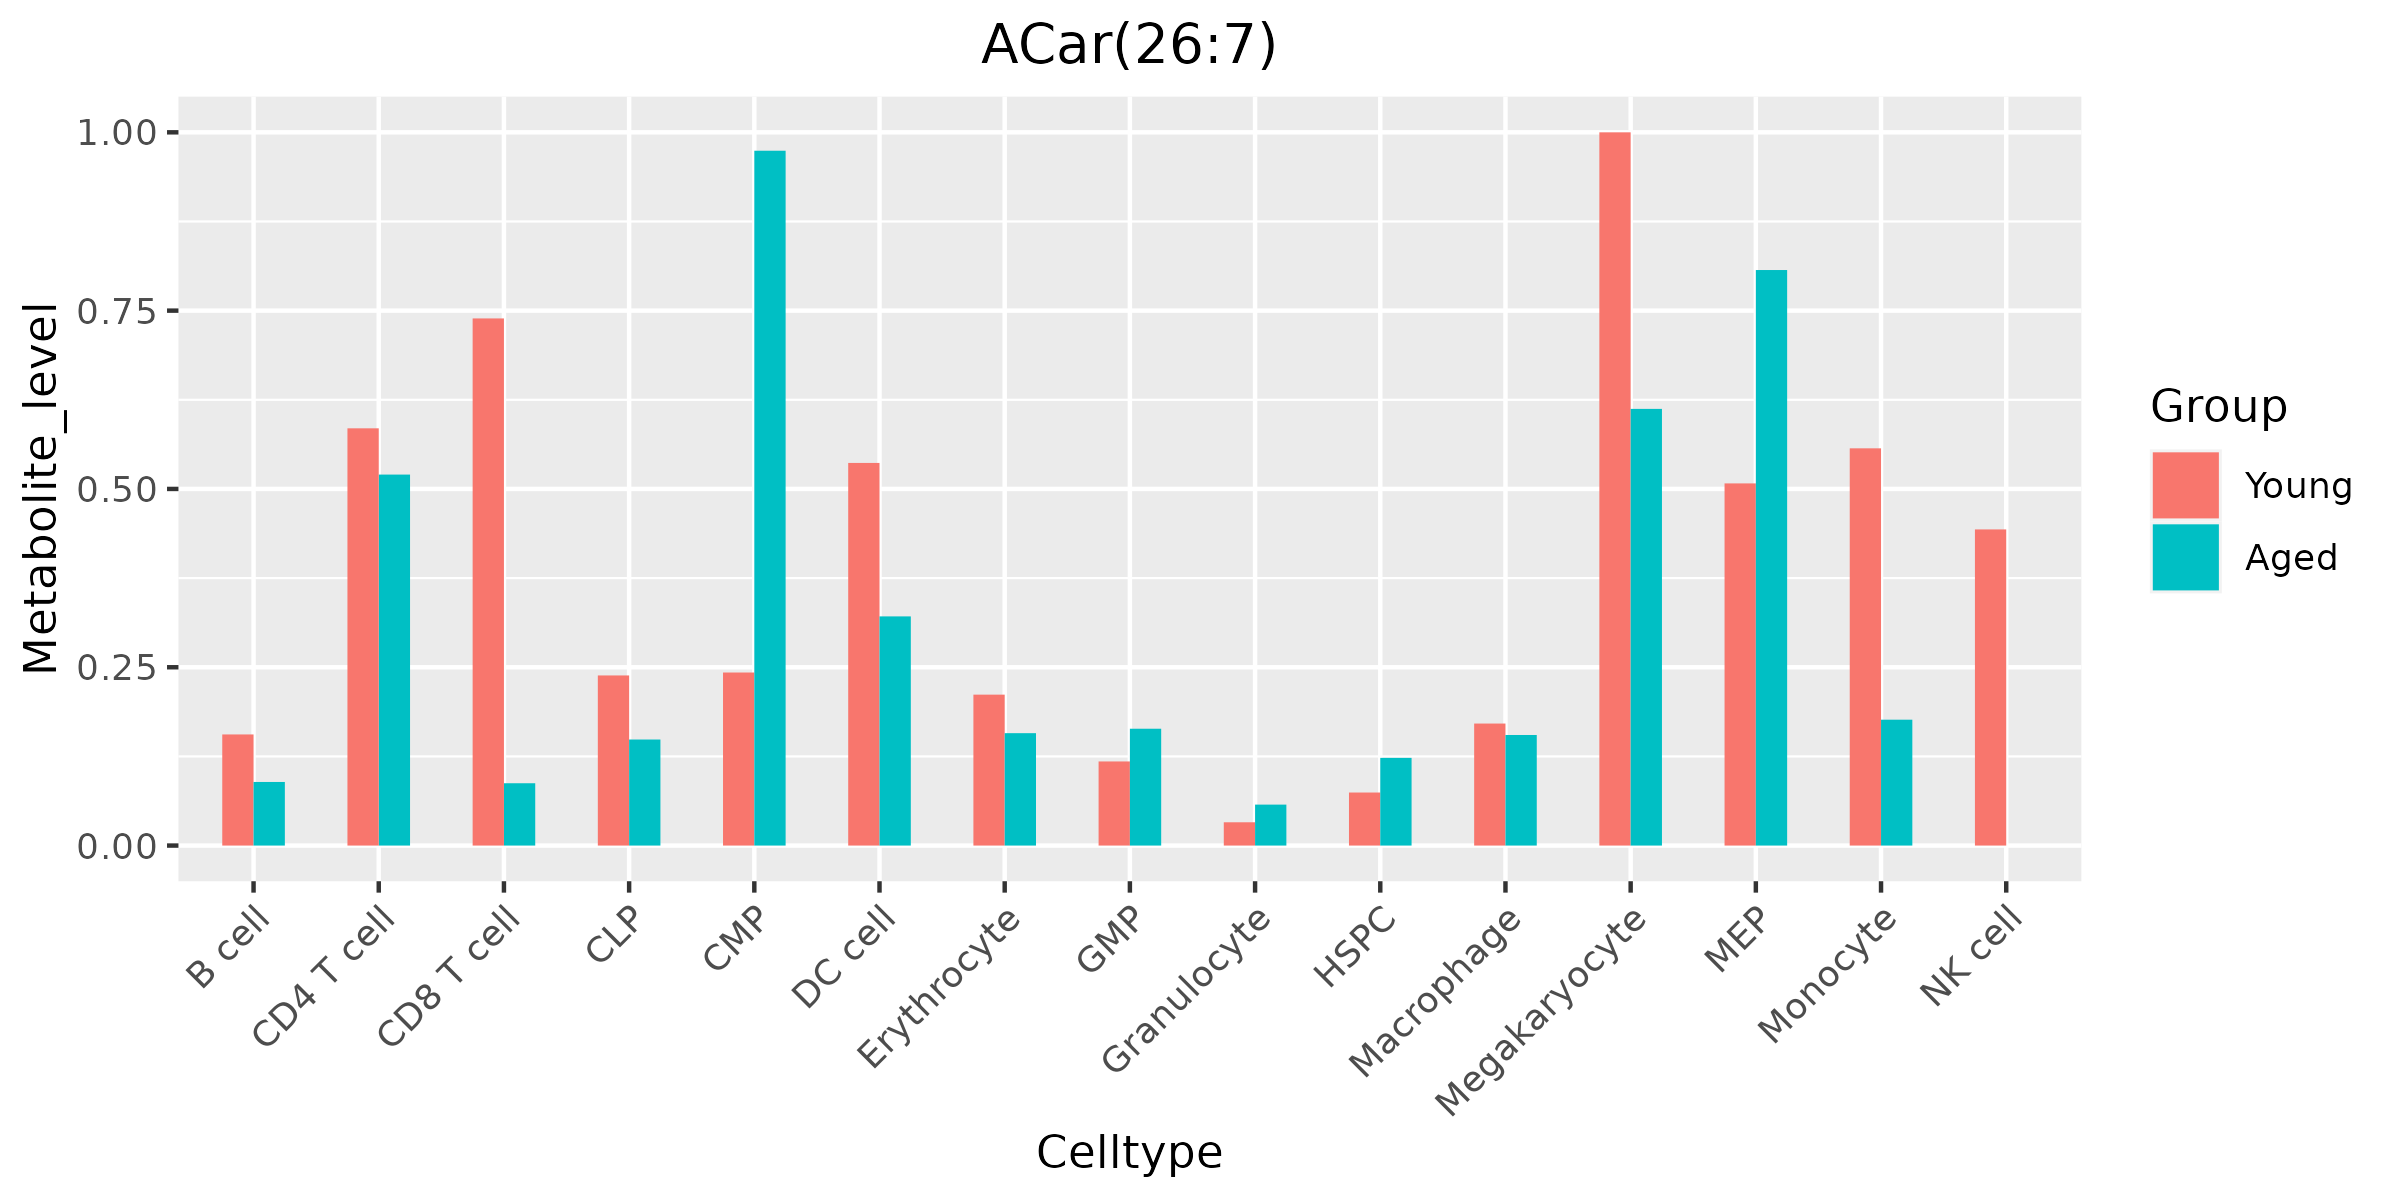 ACar(26:7)
Metabolite_level
1.00
0.75
0.50
0.25
0.00
B cell
CD4 T cell
CD8 T cell
CLP
CMP
DC cell
Erythrocyte
GMP
Granulocyte
HSPC
Macrophage
Megakaryocyte
MEP
Monocyte
NK cell
Celltype
Group
Young
Aged